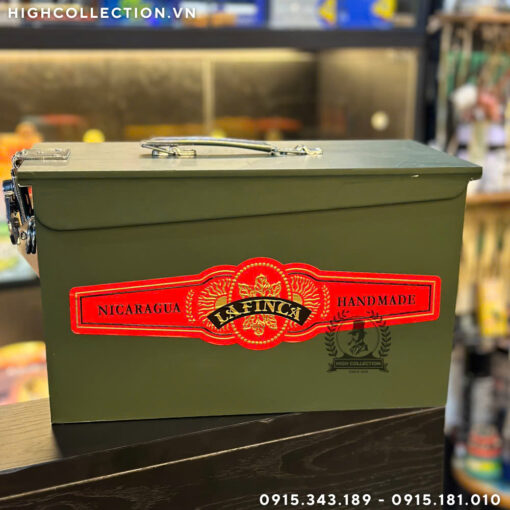 HIGHCOLLECTION.VN
NICARAGUA
LA FINCA
HANDMADE
HIGH COLLECTION
0915.343.189 - 0915.181.010